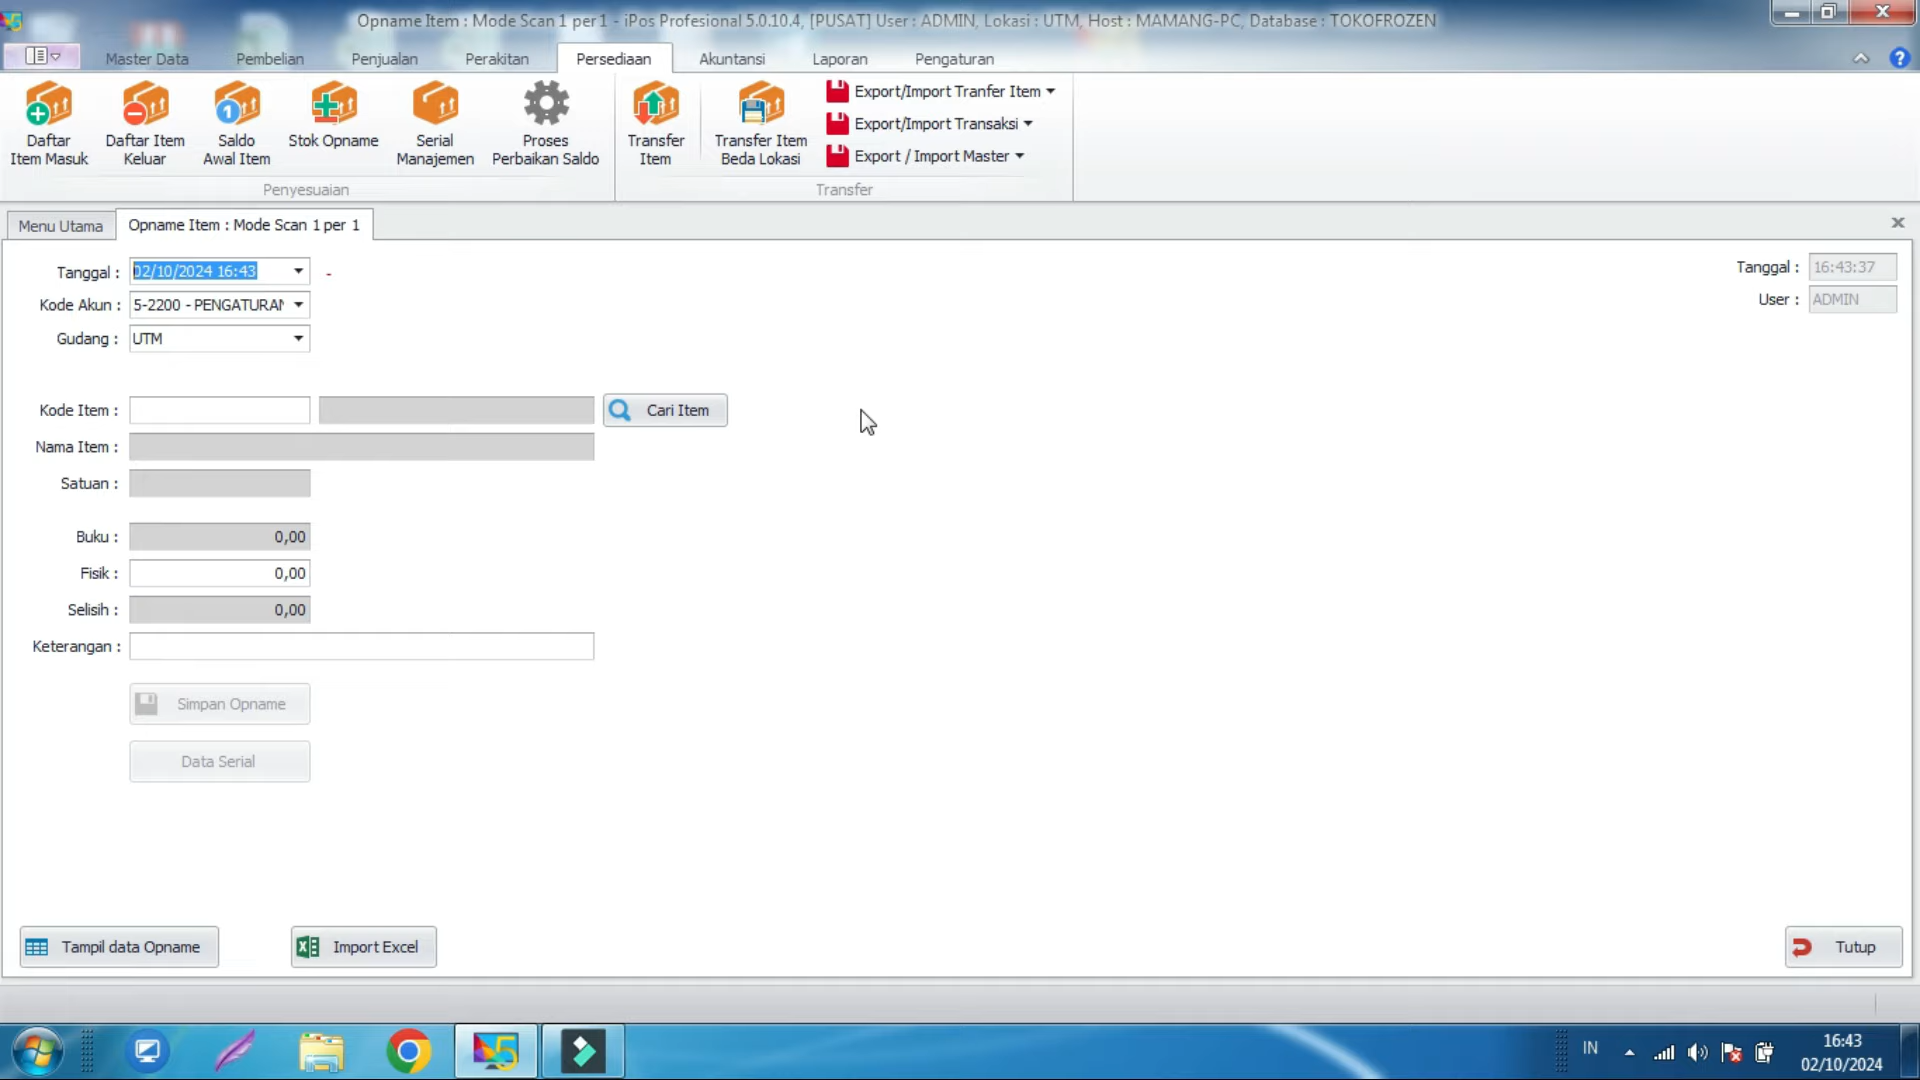 Opname Item : Mode Scan 1 per 1 - iPos Profesional 5.0.10.4, [PUSAT] User : ADMIN, Lokasi : UTM, Host : MAMANG-PC, Database : TOKOFROZEN
Master Data
Pembelian
Penjualan
Perakitan
Persediaan
Akuntansi
Laporan
Pengaturan
Daftar
Item Masuk
Daftar Item
Keluar
Saldo
Awal Item
Stok Opname
Serial
Manajemen
Proses
Perbaikan Saldo
Transfer
Item
Transfer Item
Beda Lokasi
Export/Import Tranfer Item
Export/Import Transaksi
Export / Import Master
Penyesuaian
Transfer
Menu Utama
Opname Item : Mode Scan 1 per 1
Tanggal : 02/10/2024 16:43 -
Kode Akun : 5-2200 - PENGATURAN
Gudang : UTM
Tanggal : 16:43:37
User : ADMIN
Kode Item :
Cari Item
Nama Item :
Satuan :
Buku : 0,00
Fisik : 0,00
Selisih : 0,00
Keterangan :
Simpan Opname
Data Serial
Tampil data Opname
Import Excel
Tutup
IN
16:43
02/10/2024